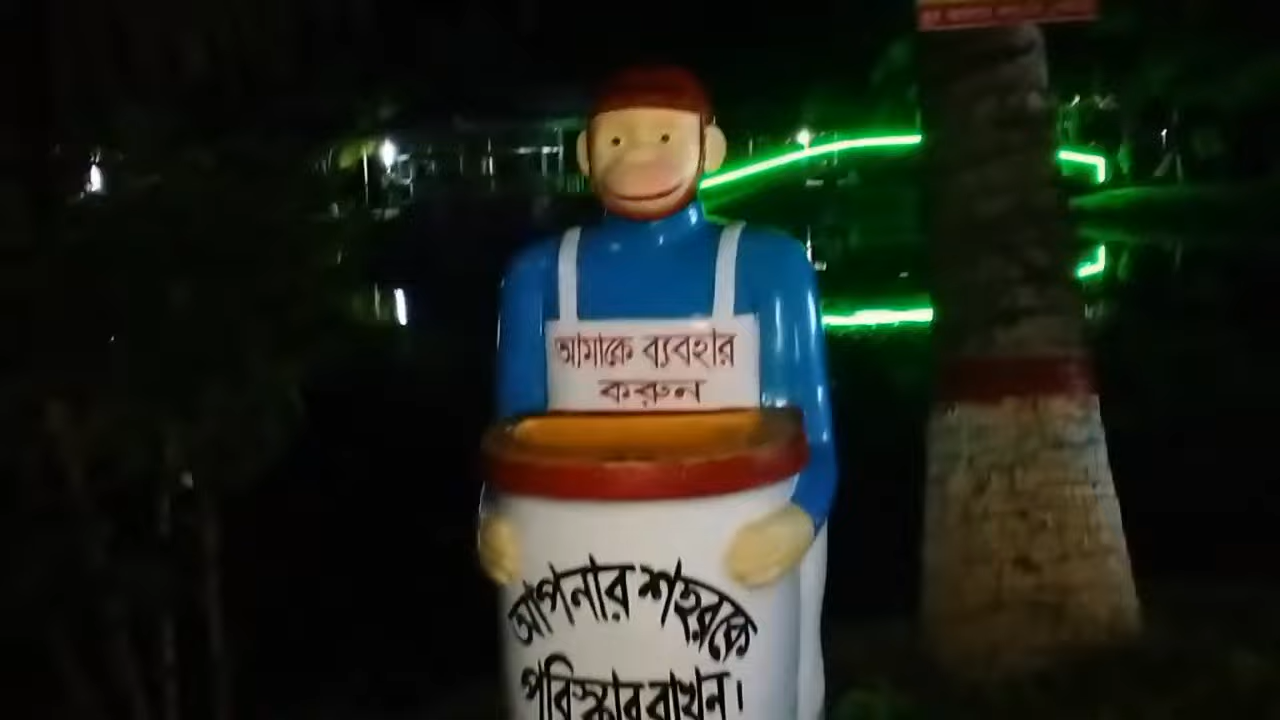 আমাকে ব্যবহার
করুন
আপনার শহরকে
পরিস্কার রাখুন।